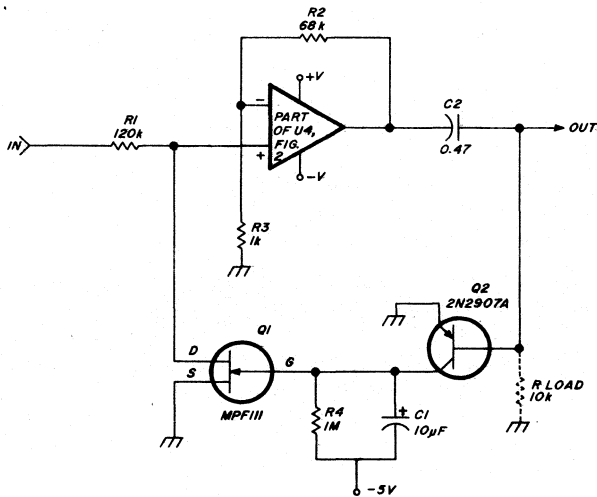 R2
68k
+V
C2
R1
120k
−
PART
OF U4,
FIG.
2
IN
OUT
+
0.47
−V
R3
1k
Q2
2N2907A
Q1
D
G
S
MPF111
R4
1M
+
C1
10µF
R LOAD
10k
−5V